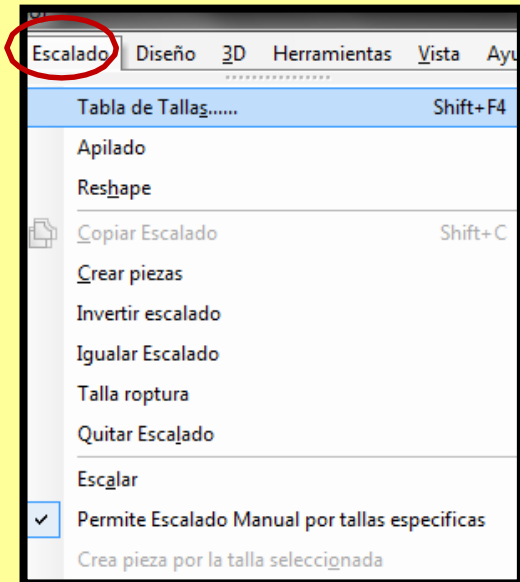 Escalado Diseño 3D Herramientas Vista Ayu
Tabla de Tallas...... Shift+F4
Apilado
Reshape
Copiar Escalado Shift+C
Crear piezas
Invertir escalado
Igualar Escalado
Talla roptura
Quitar Escalado
Escalar
Permite Escalado Manual por tallas especificas
Crea pieza por la talla seleccionada